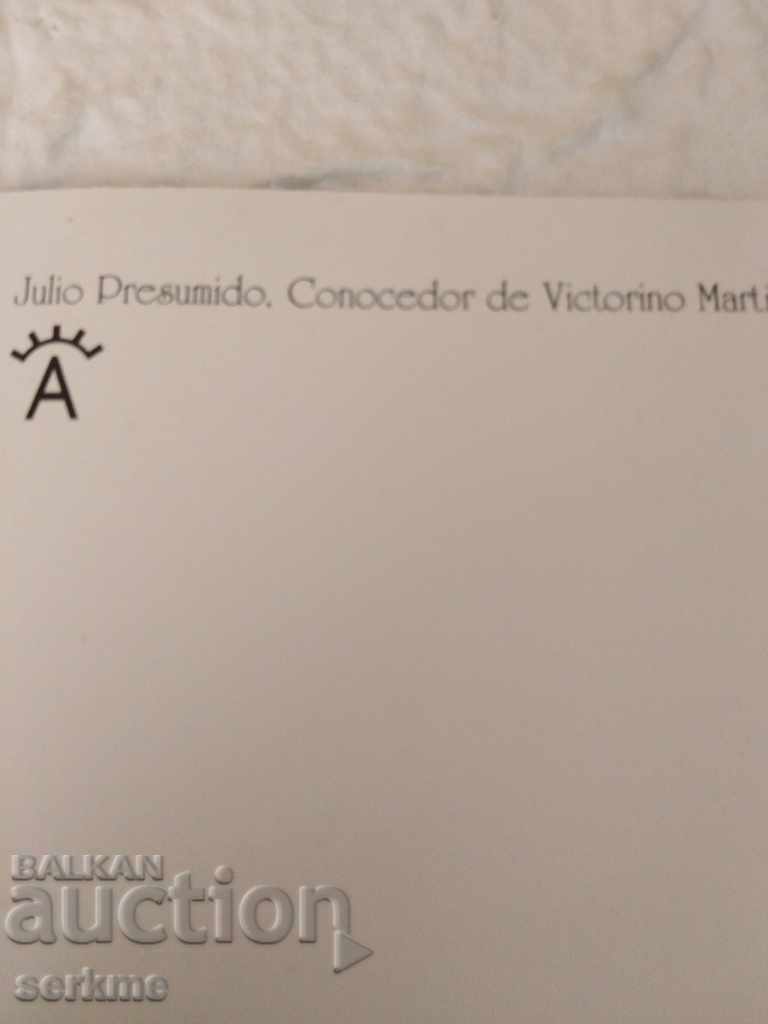 Julio Presumido. Conocedor de Victorino Marti
A
BALKAN
auction
serkme